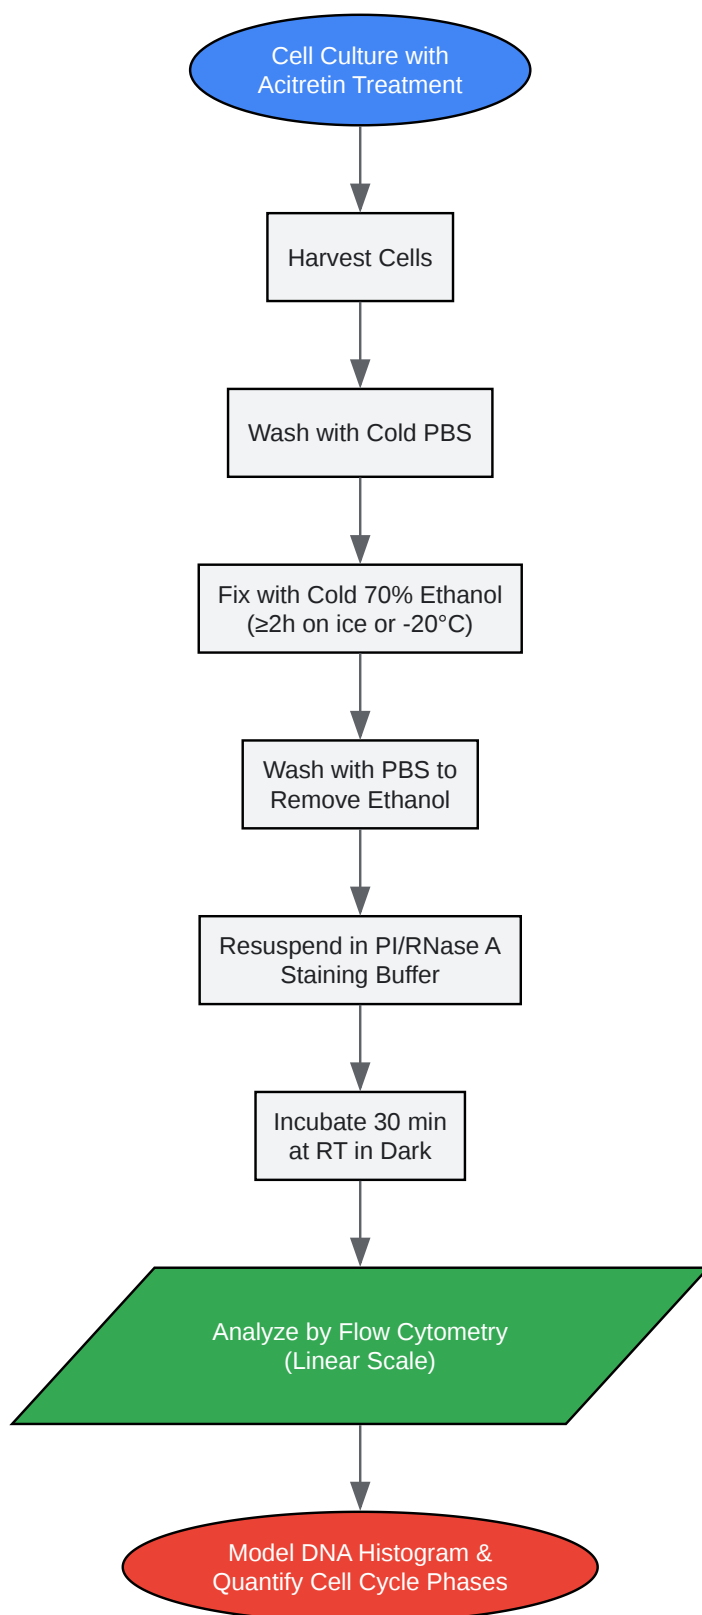 Cell Culture with
Acitretin Treatment
Harvest Cells
Wash with Cold PBS
Fix with Cold 70% Ethanol
(≥2h on ice or -20°C)
Wash with PBS to
Remove Ethanol
Resuspend in PI/RNase A
Staining Buffer
Incubate 30 min
at RT in Dark
Analyze by Flow Cytometry
(Linear Scale)
Model DNA Histogram &
Quantify Cell Cycle Phases